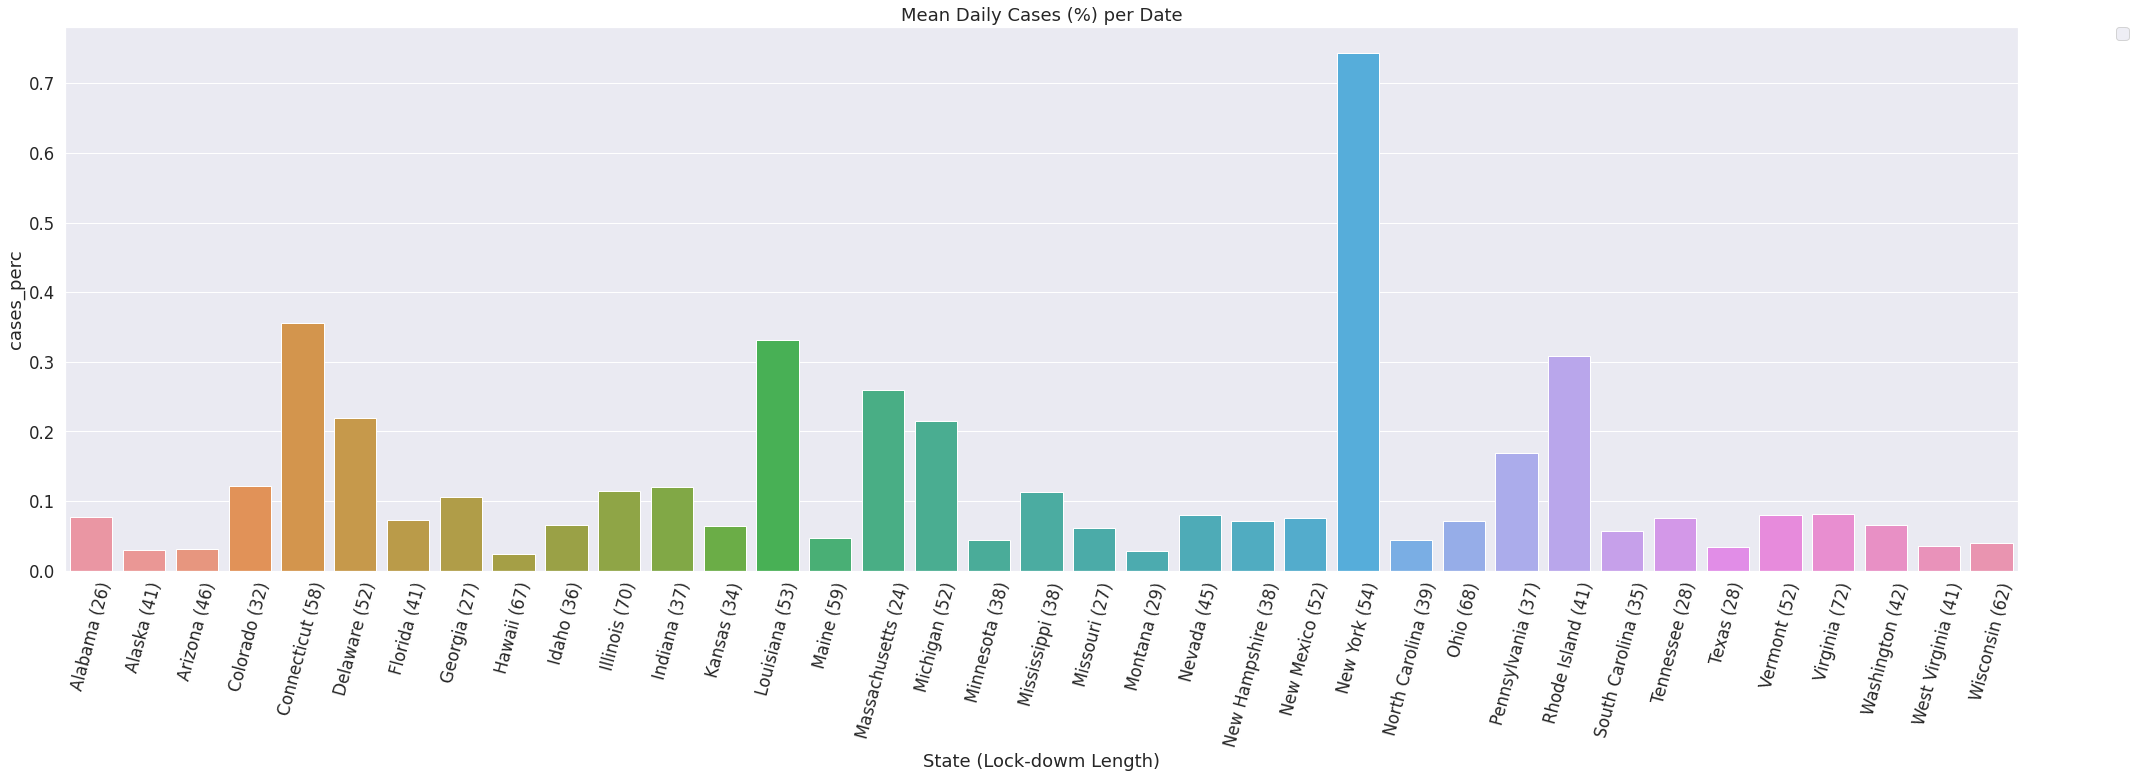 Mean Daily Cases (%) per Date
cases_perc
0.7
0.6
0.5
0.4
0.3
0.2
0.1
0.0
Alabama (26)
Alaska (41)
Arizona (46)
Colorado (32)
Connecticut (58)
Delaware (52)
Florida (41)
Georgia (27)
Hawaii (67)
Idaho (36)
Illinois (70)
Indiana (37)
Kansas (34)
Louisiana (53)
Maine (59)
Massachusetts (24)
Michigan (52)
Minnesota (38)
Mississippi (38)
Missouri (27)
Montana (29)
Nevada (45)
New Hampshire (38)
New Mexico (52)
New York (54)
North Carolina (39)
Ohio (68)
Pennsylvania (37)
Rhode Island (41)
South Carolina (35)
Tennessee (28)
Texas (28)
Vermont (52)
Virginia (72)
Washington (42)
West Virginia (41)
Wisconsin (62)
State (Lock-dowm Length)